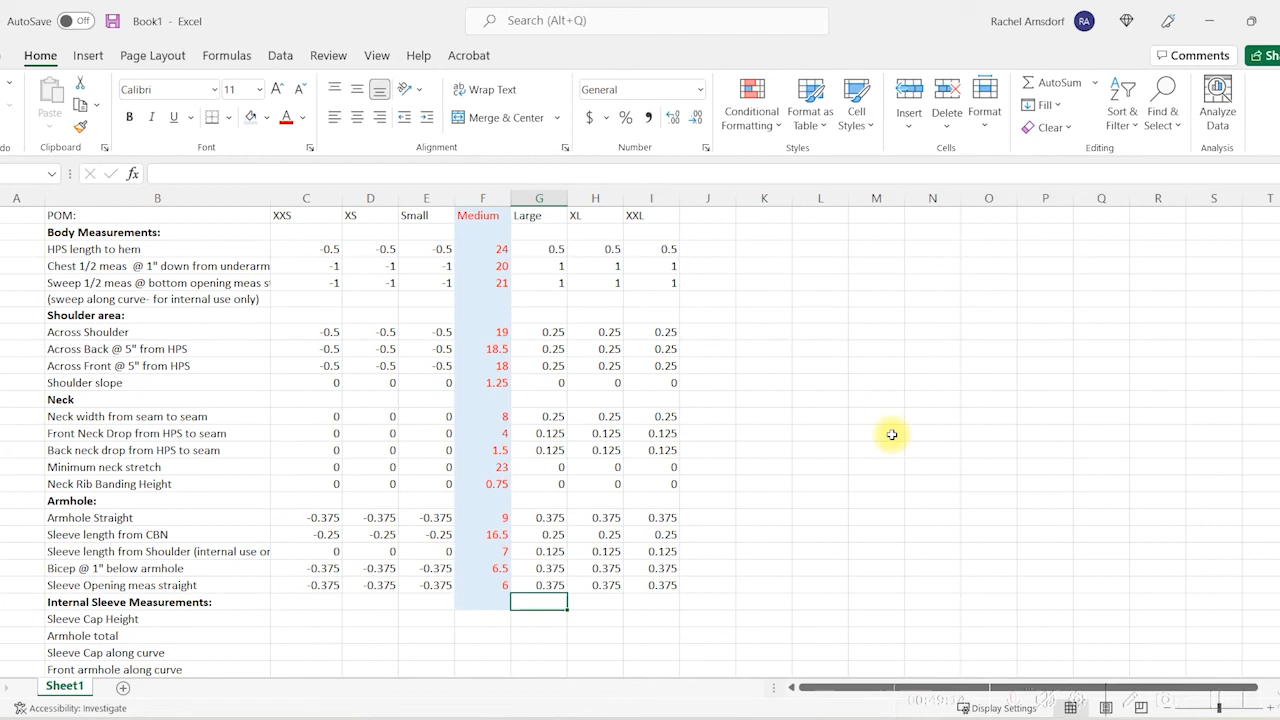 AutoSave Off Book1 - Excel Search (Alt+Q) Rachel Arnsdorf RA
Home Insert Page Layout Formulas Data Review View Help Acrobat Comments
Paste Calibri 11 Wrap Text General Conditional Formatting Format as Table Cell Styles Insert Delete Format AutoSum Fill Clear Sort & Filter Find & Select Analyze Data
B I U A Merge & Center $ % 9
Clipboard Font Alignment Number Styles Cells Editing Analysis
fx
A B C D E F G H I J K L M N O P Q R S T
POM: XXS XS Small Medium Large XL XXL
Body Measurements:
HPS length to hem -0.5 -0.5 -0.5 24 0.5 0.5 0.5
Chest 1/2 meas @ 1" down from underarm -1 -1 -1 20 1 1 1
Sweep 1/2 meas @ bottom opening meas -1 -1 -1 21 1 1 1
(sweep along curve- for internal use only)
Shoulder area:
Across Shoulder -0.5 -0.5 -0.5 19 0.25 0.25 0.25
Across Back @ 5" from HPS -0.5 -0.5 -0.5 18.5 0.25 0.25 0.25
Across Front @ 5" from HPS -0.5 -0.5 -0.5 18 0.25 0.25 0.25
Shoulder slope 0 0 0 1.25 0 0 0
Neck
Neck width from seam to seam 0 0 0 8 0.25 0.25 0.25
Front Neck Drop from HPS to seam 0 0 0 4 0.125 0.125 0.125
Back neck drop from HPS to seam 0 0 0 1.5 0.125 0.125 0.125
Minimum neck stretch 0 0 0 23 0 0 0
Neck Rib Banding Height 0 0 0 0.75 0 0 0
Armhole:
Armhole Straight -0.375 -0.375 -0.375 9 0.375 0.375 0.375
Sleeve length from CBN -0.25 -0.25 -0.25 16.5 0.25 0.25 0.25
Sleeve length from Shoulder (internal use or 0 0 0 7 0.125 0.125 0.125
Bicep @ 1" below armhole -0.375 -0.375 -0.375 6.5 0.375 0.375 0.375
Sleeve Opening meas straight -0.375 -0.375 -0.375 6 0.375 0.375 0.375
Internal Sleeve Measurements:
Sleeve Cap Height
Armhole total
Sleeve Cap along curve
Front armhole along curve
Sheet1
Accessibility: Investigate Display Settings